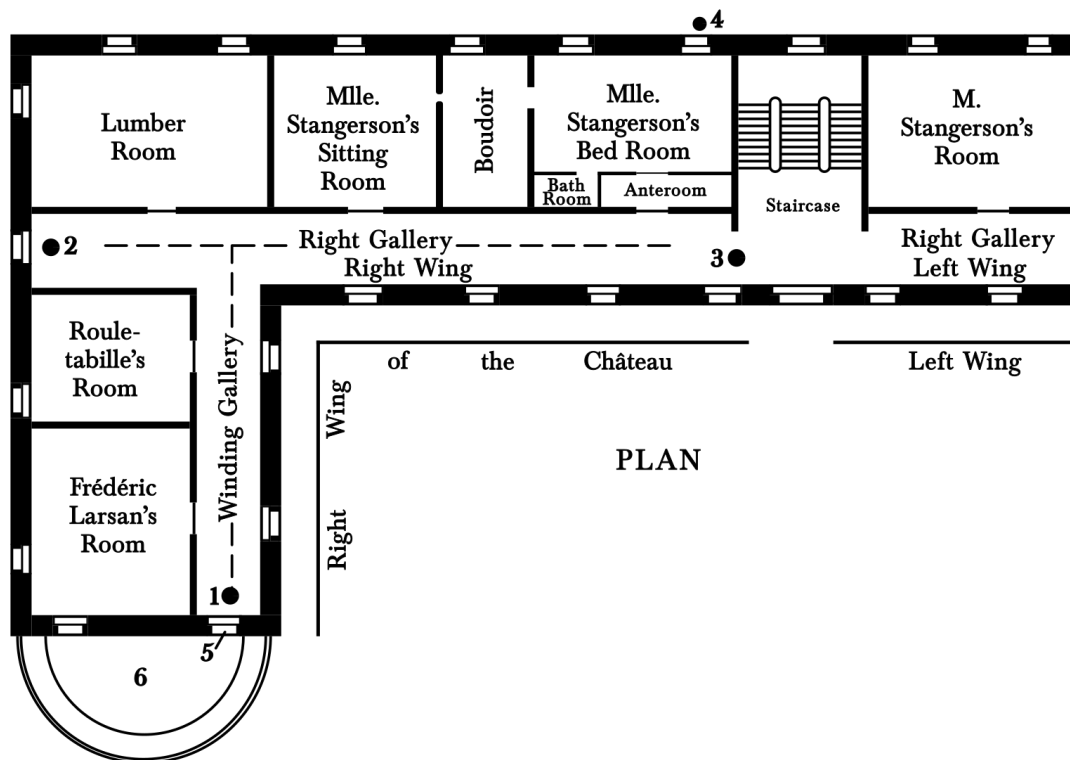 4
Lumber
Room
Mlle.
Stangerson's
Sitting
Room
Boudoir
Mlle.
Stangerson's
Bed Room
Bath
Room
Anteroom
Staircase
M.
Stangerson's
Room
2
Right Gallery
Right Wing
3
Right Gallery
Left Wing
Roule-
tabille's
Room
Winding Gallery
Frédéric
Larsan's
Room
1
5
6
of the Château
Left Wing
Right Wing
PLAN